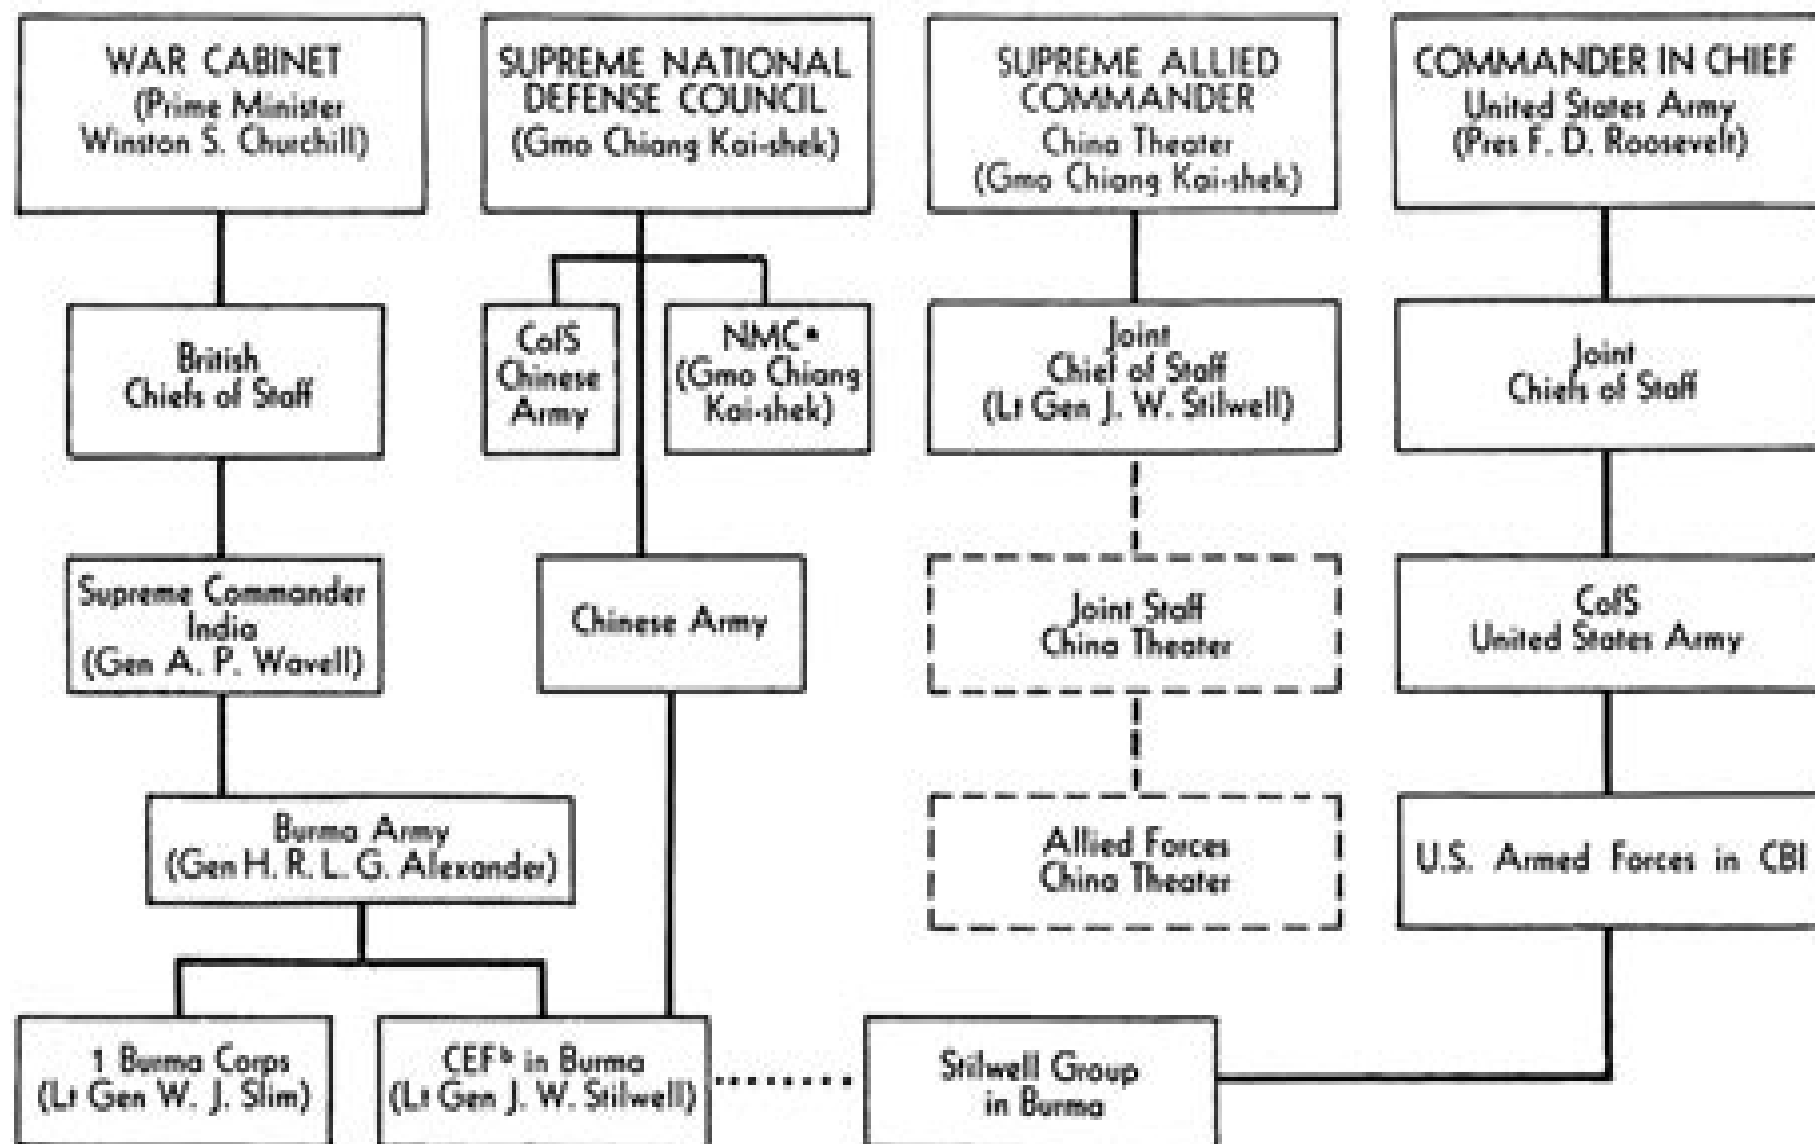 WAR CABINET
(Prime Minister
Winston S. Churchill)
SUPREME NATIONAL
DEFENSE COUNCIL
(Gmo Chiang Kai-shek)
SUPREME ALLIED
COMMANDER
China Theater
(Gmo Chiang Kai-shek)
COMMANDER IN CHIEF
United States Army
(Pres F. D. Roosevelt)
British
Chiefs of Staff
CofS
Chinese
Army
NMC ᵃ
(Gmo Chiang
Kai-shek)
Joint
Chief of Staff
(Lt Gen J. W. Stilwell)
Joint
Chiefs of Staff
Supreme Commander
India
(Gen A. P. Wavell)
Chinese Army
Joint Staff
China Theater
CofS
United States Army
Burma Army
(Gen H. R. L. G. Alexander)
Allied Forces
China Theater
U.S. Armed Forces in CBI
1 Burma Corps
(Lt Gen W. J. Slim)
CEFᵇ in Burma
(Lt Gen J. W. Stilwell)
Stilwell Group
in Burma